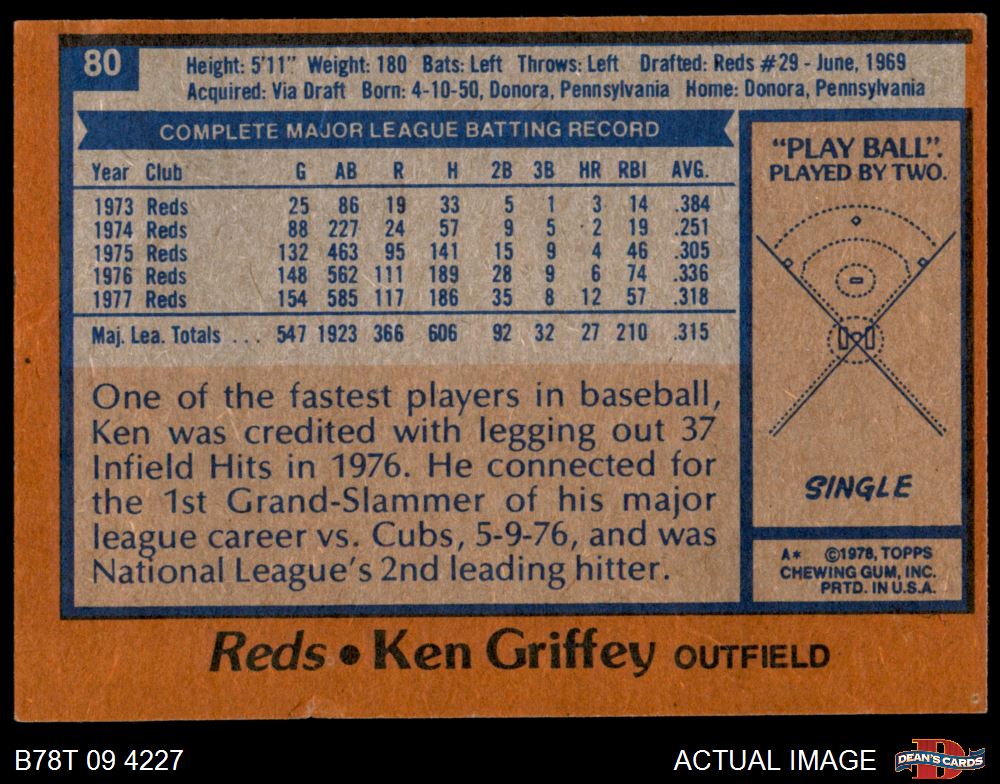 80
Height: 5'11" Weight: 180 Bats: Left Throws: Left Drafted: Reds #29 - June, 1969
Acquired: Via Draft Born: 4-10-50, Donora, Pennsylvania Home: Donora, Pennsylvania
COMPLETE MAJOR LEAGUE BATTING RECORD
Year Club G AB R H 2B 3B HR RBI AVG.
1973 Reds 25 86 19 33 5 1 3 14 .384
1974 Reds 88 227 24 57 9 5 2 19 .251
1975 Reds 132 463 95 141 15 9 4 46 .305
1976 Reds 148 562 111 189 28 9 6 74 .336
1977 Reds 154 585 117 186 35 8 12 57 .318
Maj. Lea. Totals ... 547 1923 366 606 92 32 27 210 .315
One of the fastest players in baseball,
Ken was credited with legging out 37
Infield Hits in 1976. He connected for
the 1st Grand-Slammer of his major
league career vs. Cubs, 5-9-76, and was
National League's 2nd leading hitter.
"PLAY BALL".
PLAYED BY TWO.
SINGLE
A* ©1978, TOPPS
CHEWING GUM, INC.
PRTD. IN U.S.A.
Reds • Ken Griffey OUTFIELD
B78T 09 4227
ACTUAL IMAGE
D
DEAN'S CARDS